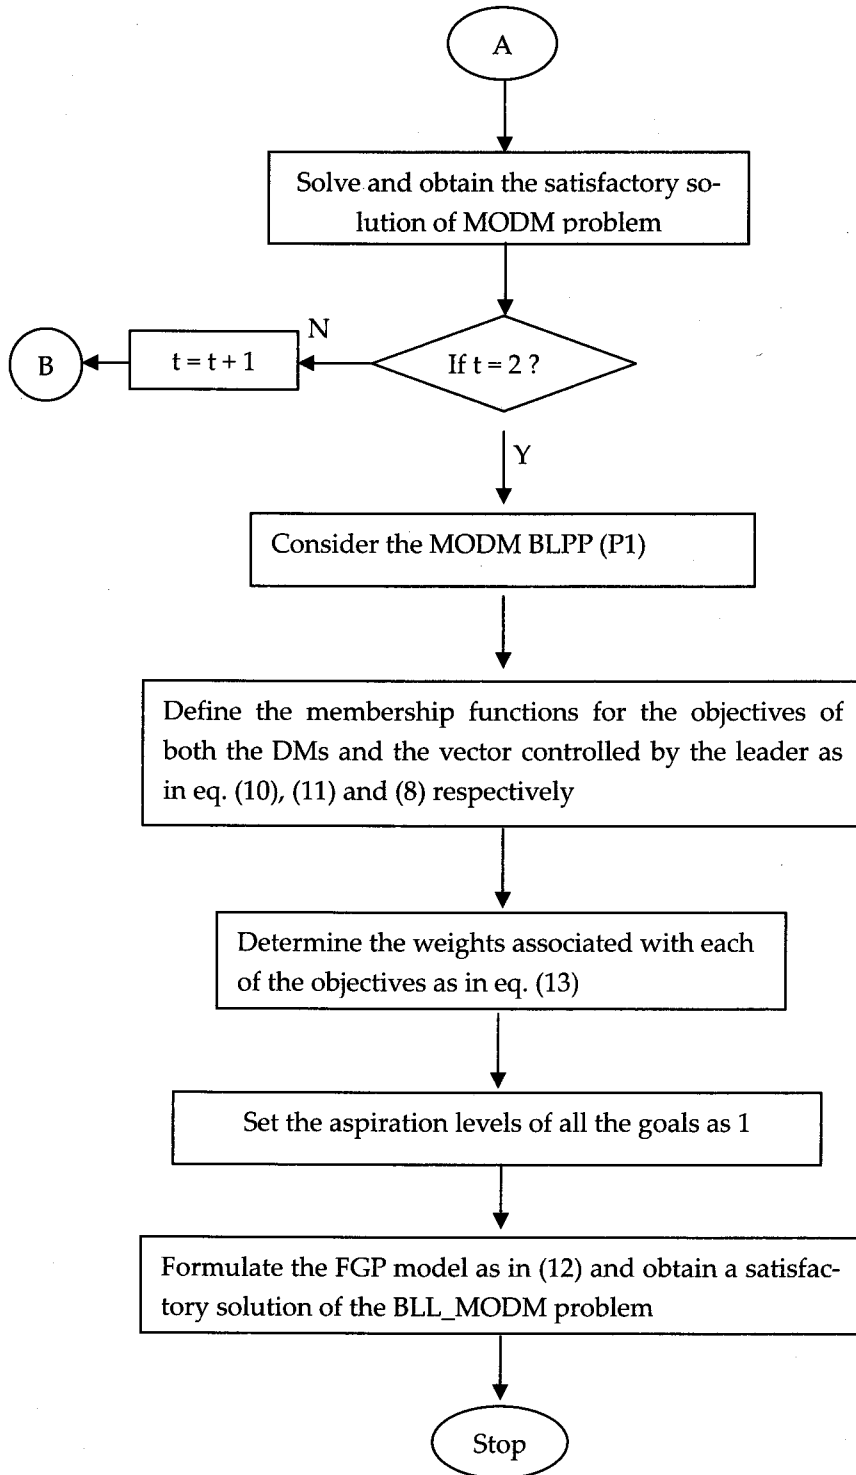 A
Solve and obtain the satisfactory so-
lution of MODM problem
N
B
t = t + 1
If t = 2 ?
Y
Consider the MODM BLPP (P1)
Define the membership functions for the objectives of
both the DMs and the vector controlled by the leader as
in eq. (10), (11) and (8) respectively
Determine the weights associated with each
of the objectives as in eq. (13)
Set the aspiration levels of all the goals as 1
Formulate the FGP model as in (12) and obtain a satisfac-
tory solution of the BLL_MODM problem
Stop